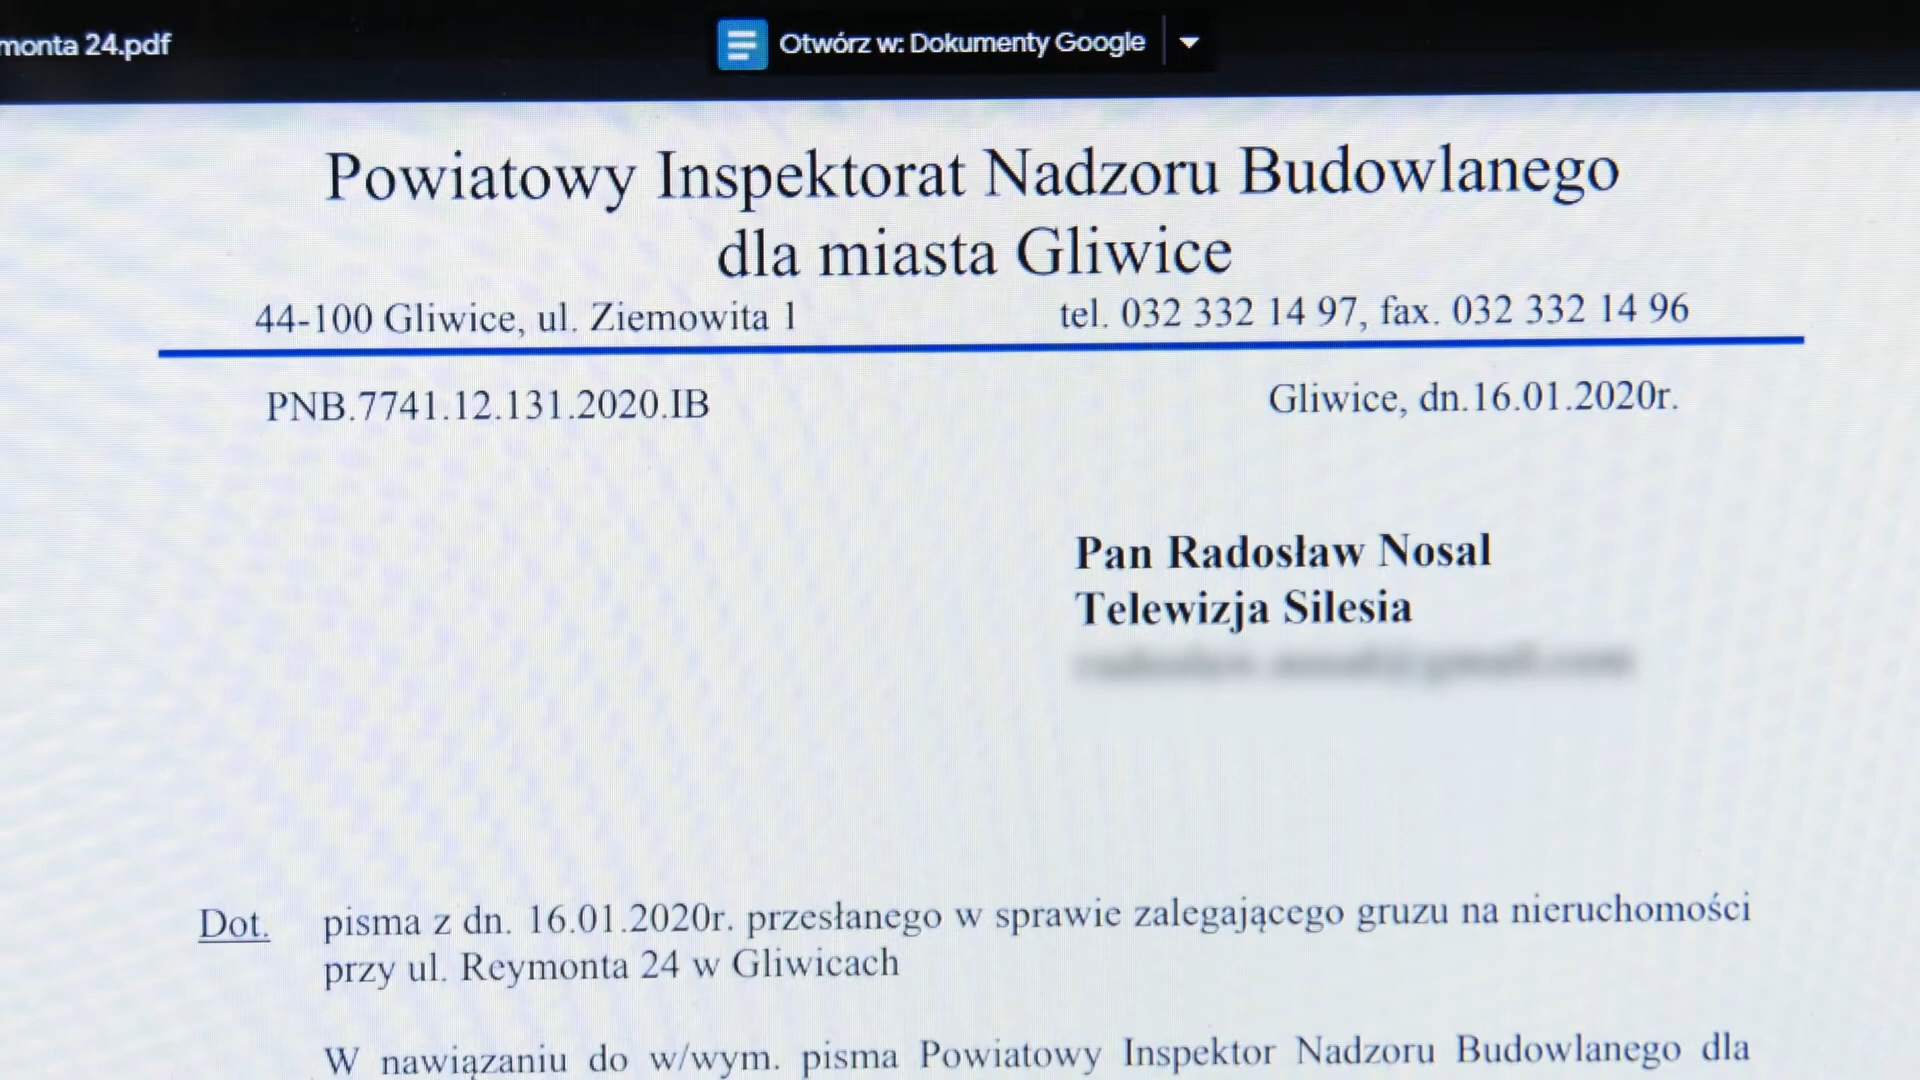 monta 24.pdf
Otwórz w: Dokumenty Google
Powiatowy Inspektorat Nadzoru Budowlanego
dla miasta Gliwice
44-100 Gliwice, ul. Ziemowita 1
tel. 032 332 14 97, fax. 032 332 14 96
PNB.7741.12.131.2020.IB
Gliwice, dn.16.01.2020r.
Pan Radosław Nosal
Telewizja Silesia
Dot. pisma z dn. 16.01.2020r. przesłanego w sprawie zalegającego gruzu na nieruchomości
przy ul. Reymonta 24 w Gliwicach
W nawiązaniu do w/wym. pisma Powiatowy Inspektor Nadzoru Budowlanego dla